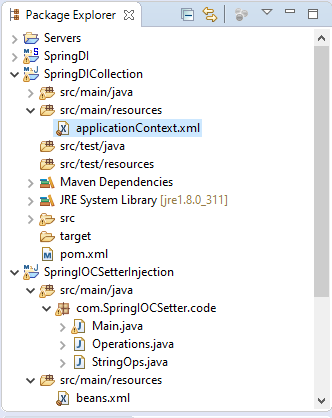 Package Explorer
Servers
SpringDI
SpringDICollection
src/main/java
src/main/resources
applicationContext.xml
src/test/java
src/test/resources
Maven Dependencies
JRE System Library [jre1.8.0_311]
src
target
pom.xml
SpringIOCSetterInjection
src/main/java
com.SpringIOCSetter.code
Main.java
Operations.java
StringOps.java
src/main/resources
beans.xml